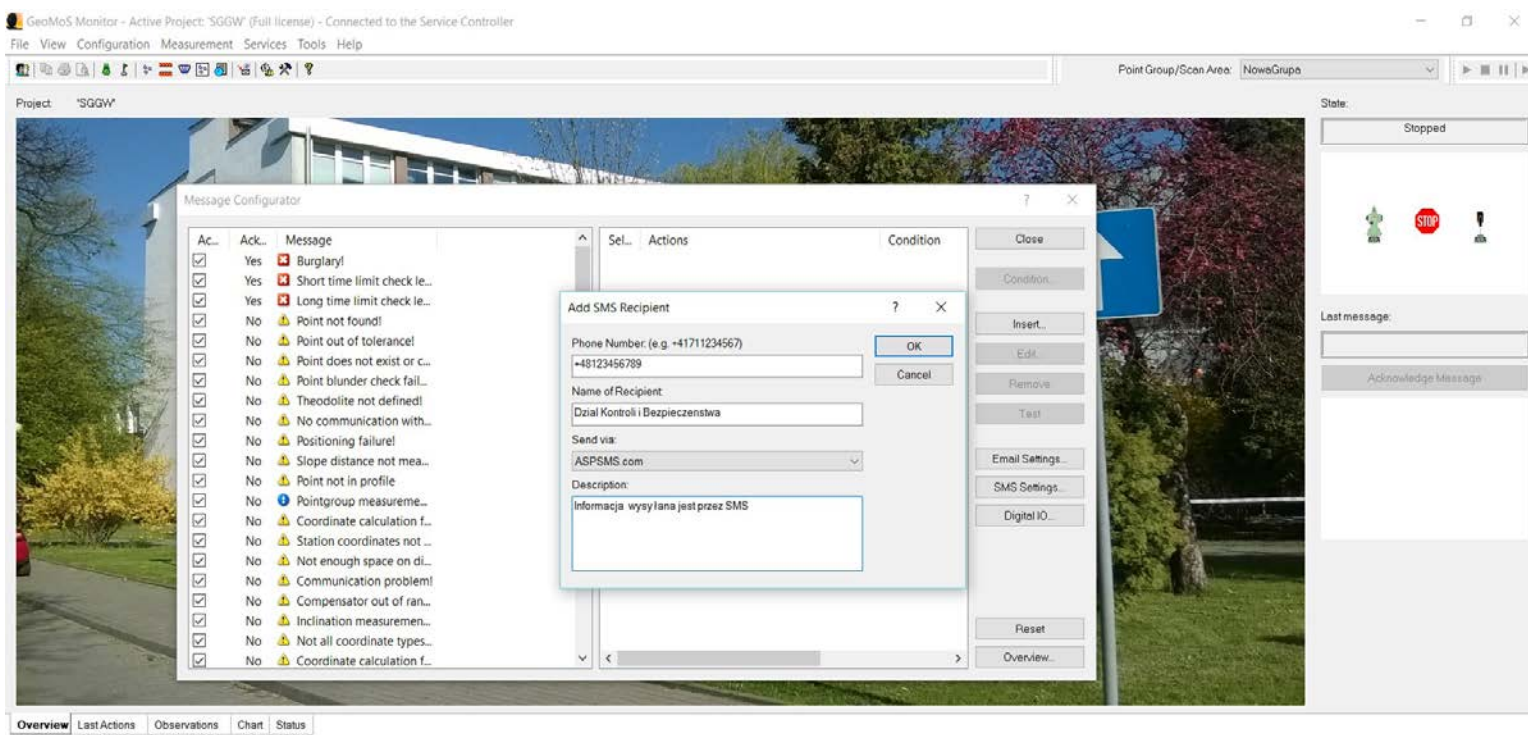 GeoMoS Monitor - Active Project: 'SGGW' (Full license) - Connected to the Service Controller
File View Configuration Measurement Services Tools Help
Point Group/Scan Area: NowaGrupa
Project: 'SGGW'
State:
Stopped
STOP
Last message:
Acknowledge Message
Message Configurator
Ac... Ack... Message
Yes Burglary!
Yes Short time limit check le...
Yes Long time limit check le...
No Point not found!
No Point out of tolerance!
No Point does not exist or c...
No Point blunder check fail...
No Theodolite not defined!
No No communication with...
No Positioning failure!
No Slope distance not mea...
No Point not in profile
No Pointgroup measureme...
No Coordinate calculation f...
No Station coordinates not ...
No Not enough space on di...
No Communication problem!
No Compensator out of ran...
No Inclination measuremen...
No Not all coordinate types...
No Coordinate calculation f...
Sel... Actions Condition
Close
Condition...
Insert...
Edit...
Remove
Test
Email Settings...
SMS Settings...
Digital IO...
Reset
Overview...
Add SMS Recipient
Phone Number: (e.g. +41711234567)
+48123456789
Name of Recipient:
Dzial Kontroli i Bezpieczenstwa
Send via:
ASPSMS.com
Description:
Informacja wysyłana jest przez SMS
OK
Cancel
Overview Last Actions Observations Chart Status